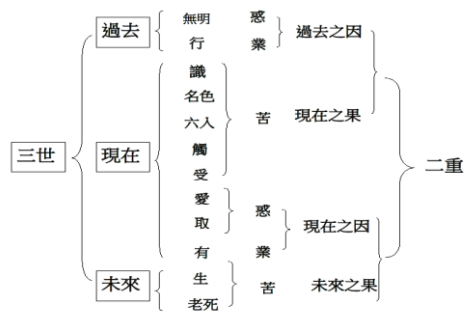 過去 無明 惑 過去之因
行 業
識
名色
三世 現在 六入 苦 現在之果
觸
受
二重
愛 惑
取 現在之因
有 業
未來 生 苦 未來之果
老死